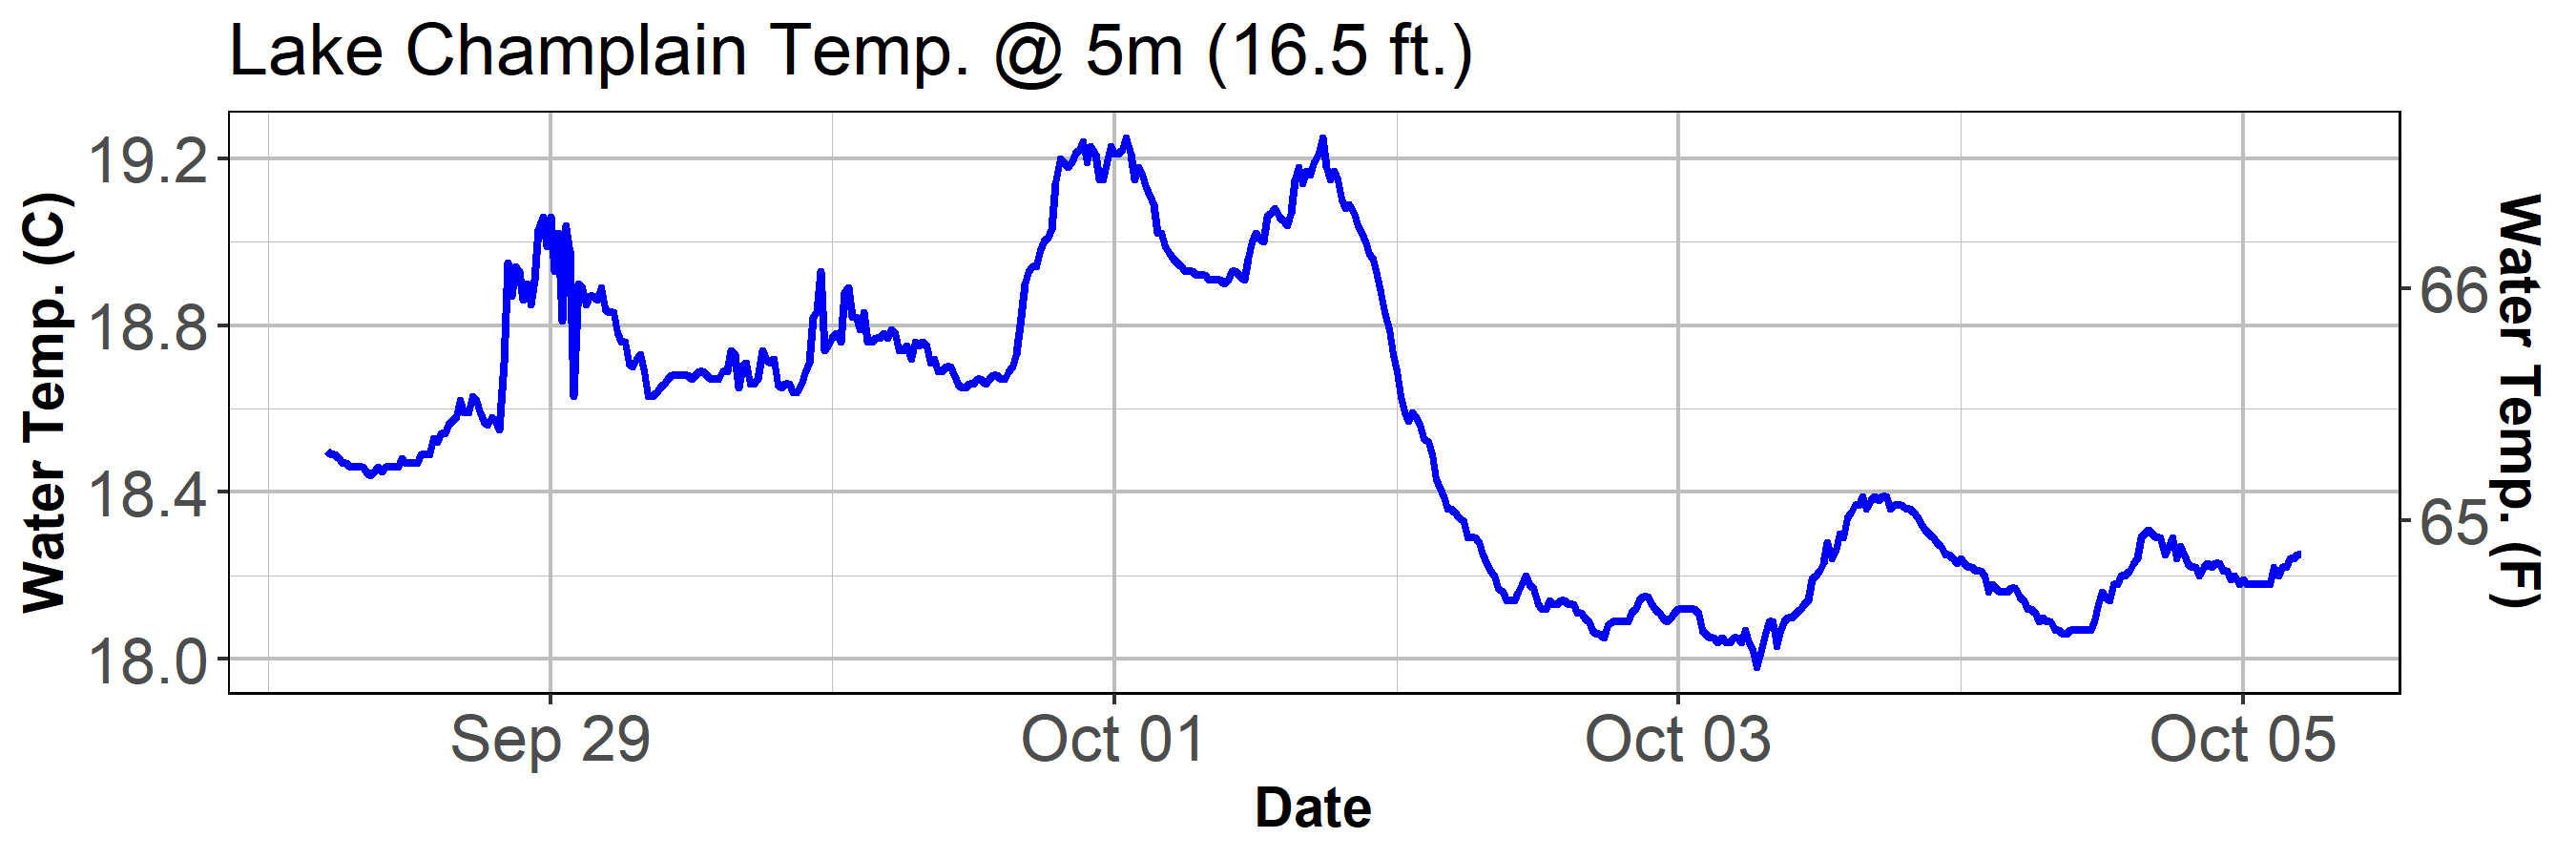 Lake Champlain Temp. @ 5m (16.5 ft.)
Water Temp. (C)
19.2
18.8
18.4
18.0
66
65
Water Temp. (F)
Sep 29
Oct 01
Oct 03
Oct 05
Date